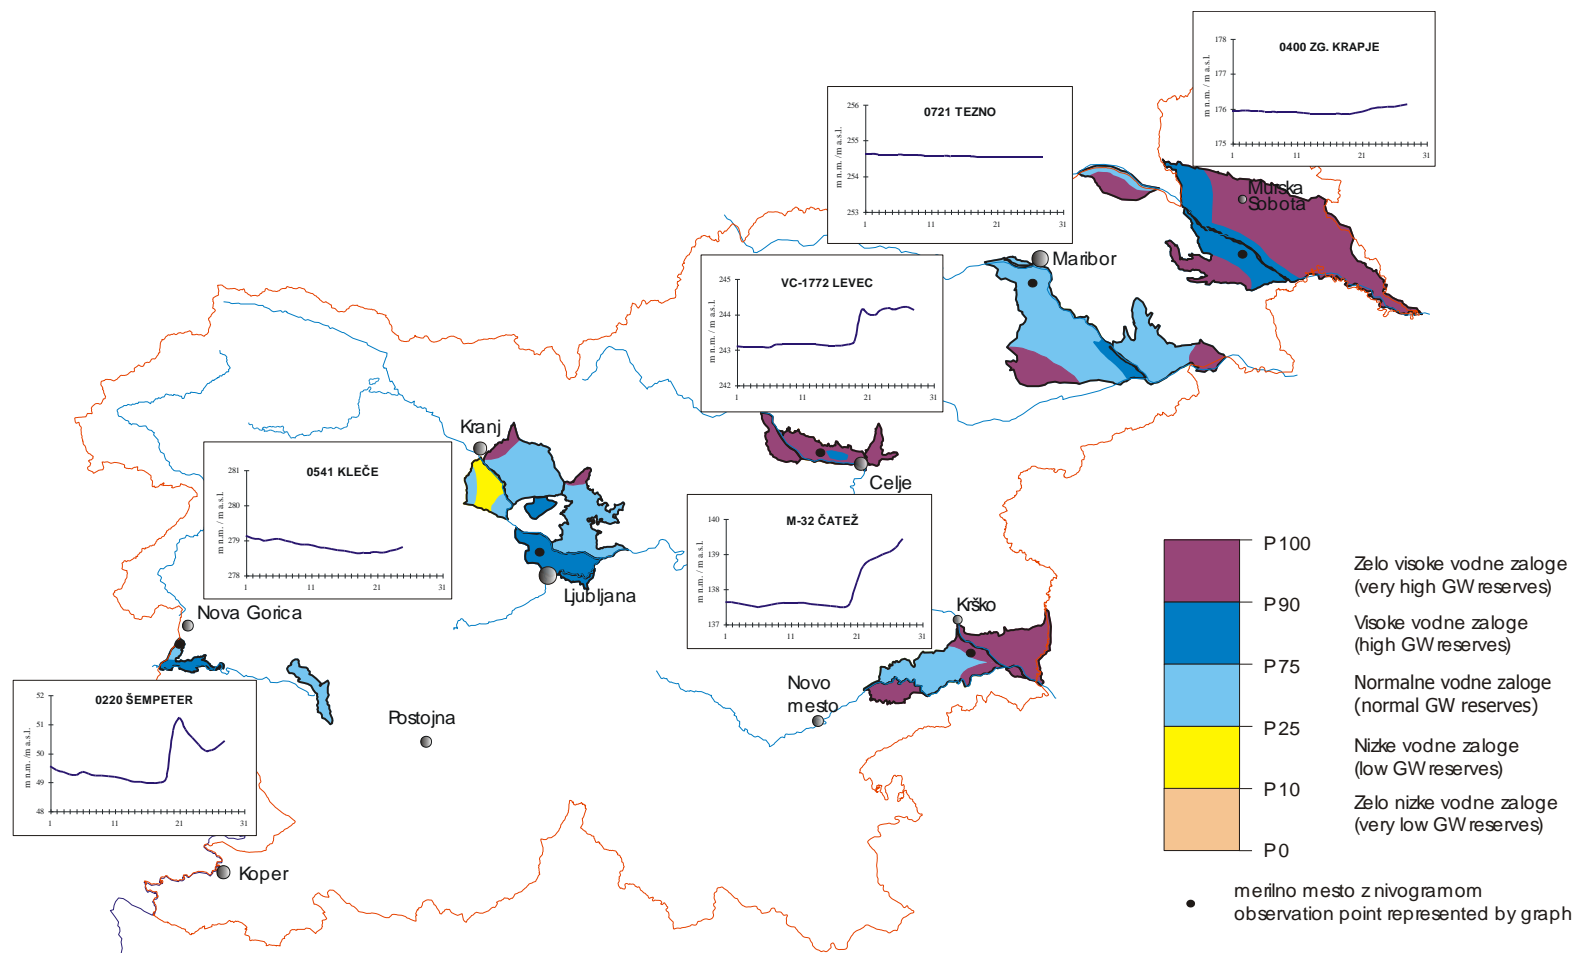 0400 ZG. KRAPJE
m n.m. / m a.s.l.
178
177
176
175
1 11 21 31
0721 TEZNO
m n.m. /m a.s.l.
256
255
254
253
1 11 21 31
Murska
Sobota
Maribor
VC-1772 LEVEC
m n.m. / m a.s.l.
245
244
243
242
1 11 21 31
Kranj
Celje
0541 KLEČE
m n.m. / m a.s.l.
281
280
279
278
1 11 21 31
M-32 ČATEŽ
m n.m. / m a.s.l.
140
139
138
137
1 11 21 31
Ljubljana
Nova Gorica
Krško
Novo
mesto
Postojna
0220 ŠEMPETER
m n.m. /m a.s.l.
52
51
50
49
48
1 11 21 31
Koper
P 100
Zelo visoke vodne zaloge
(very high GW reserves)
P 90
Visoke vodne zaloge
(high GW reserves)
P 75
Normalne vodne zaloge
(normal GW reserves)
P 25
Nizke vodne zaloge
(low GW reserves)
P 10
Zelo nizke vodne zaloge
(very low GW reserves)
P 0
merilno mesto z nivogramom
observation point represented by graph